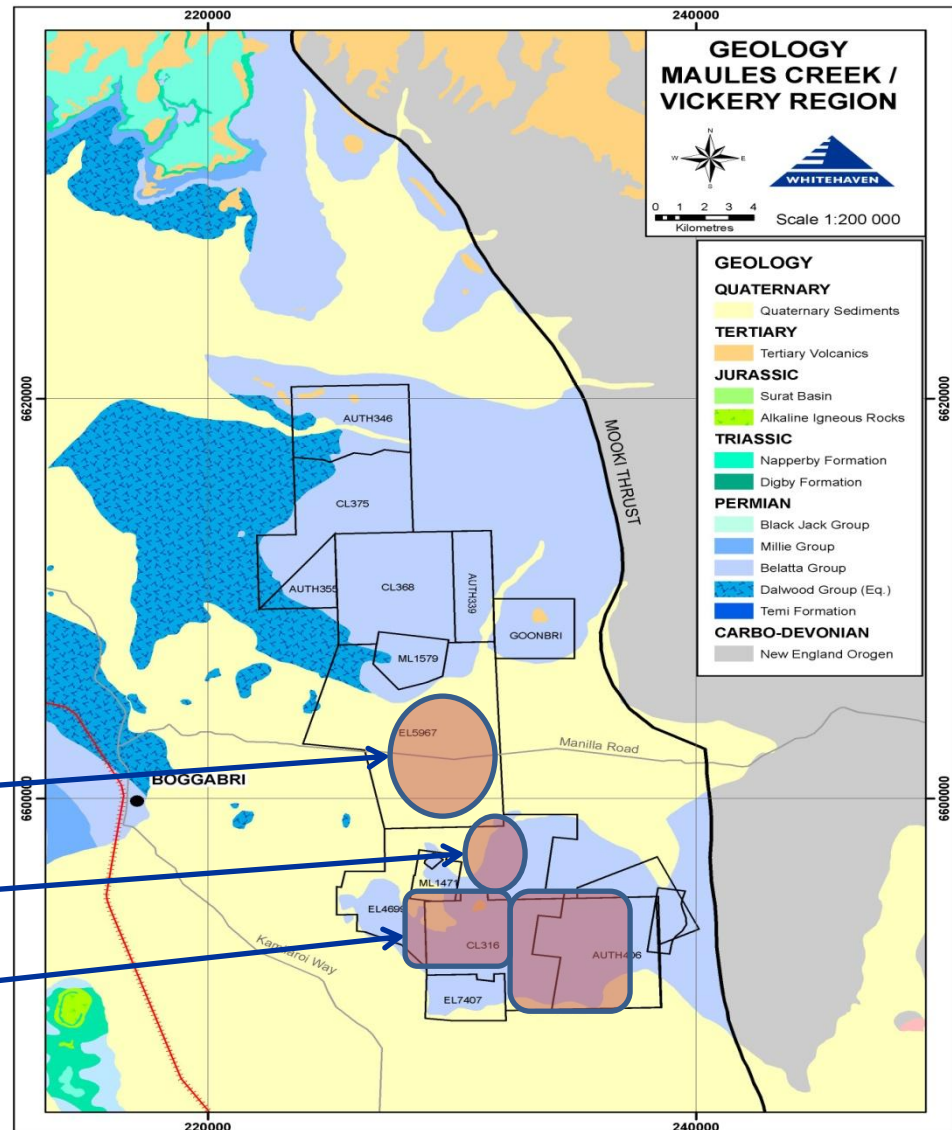 220000
240000
GEOLOGY
MAULES CREEK /
VICKERY REGION
N
W E
S
WHITEHAVEN
0 1 2 3 4
Kilometres
Scale 1:200 000
GEOLOGY
QUATERNARY
Quaternary Sediments
TERTIARY
Tertiary Volcanics
JURASSIC
Surat Basin
Alkaline Igneous Rocks
TRIASSIC
Napperby Formation
Digby Formation
PERMIAN
Black Jack Group
Millie Group
Belatta Group
Dalwood Group (Eq.)
Temi Formation
CARBO-DEVONIAN
New England Orogen
6620000
6620000
AUTH346
MOOKI THRUST
CL375
AUTH355
CL368
AUTH339
GOONBRI
ML1579
EL5967
Manilla Road
BOGGABRI
6600000
6600000
ML1471
EL4699
CL316
AUTH406
Kamilaroi Way
EL7407
220000
240000